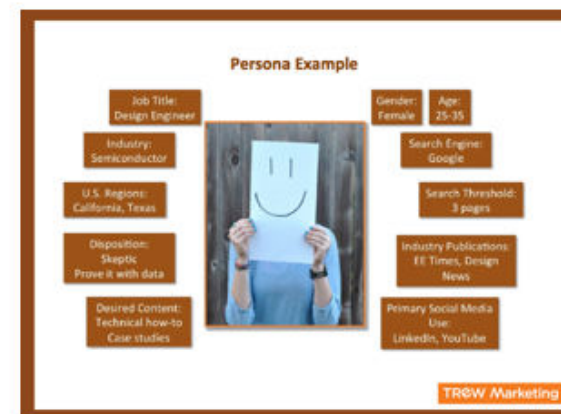 Persona Example
Job Title:
Design Engineer
Gender:
Female
Age:
25-35
Industry:
Semiconductor
Search Engine:
Google
U.S. Regions:
California, Texas
Search Threshold:
3 pages
Disposition:
Skeptic
Prove it with data
Industry Publications:
EE Times, Design
News
Desired Content:
Technical how-to
Case studies
Primary Social Media
Use:
LinkedIn, YouTube
TREW Marketing